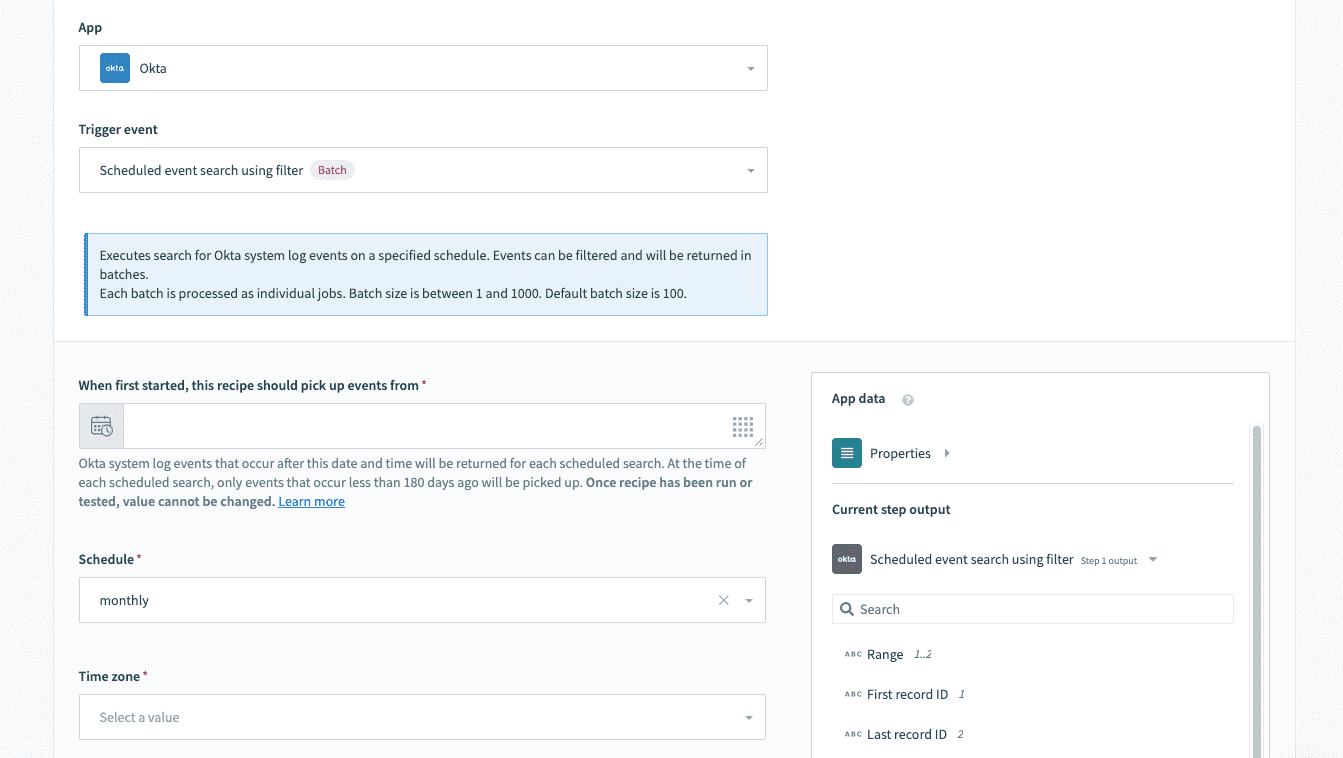 App
okta
Okta
Trigger event
Scheduled event search using filter Batch
Executes search for Okta system log events on a specified schedule. Events can be filtered and will be returned in
batches.
Each batch is processed as individual jobs. Batch size is between 1 and 1000. Default batch size is 100.
When first started, this recipe should pick up events from *
Okta system log events that occur after this date and time will be returned for each scheduled search. At the time of
each scheduled search, only events that occur less than 180 days ago will be picked up. Once recipe has been run or
tested, value cannot be changed. Learn more
Schedule *
monthly
Time zone *
Select a value
App data ?
Properties
Current step output
okta
Scheduled event search using filter Step 1 output
Search
ABC Range 1..2
ABC First record ID 1
ABC Last record ID 2